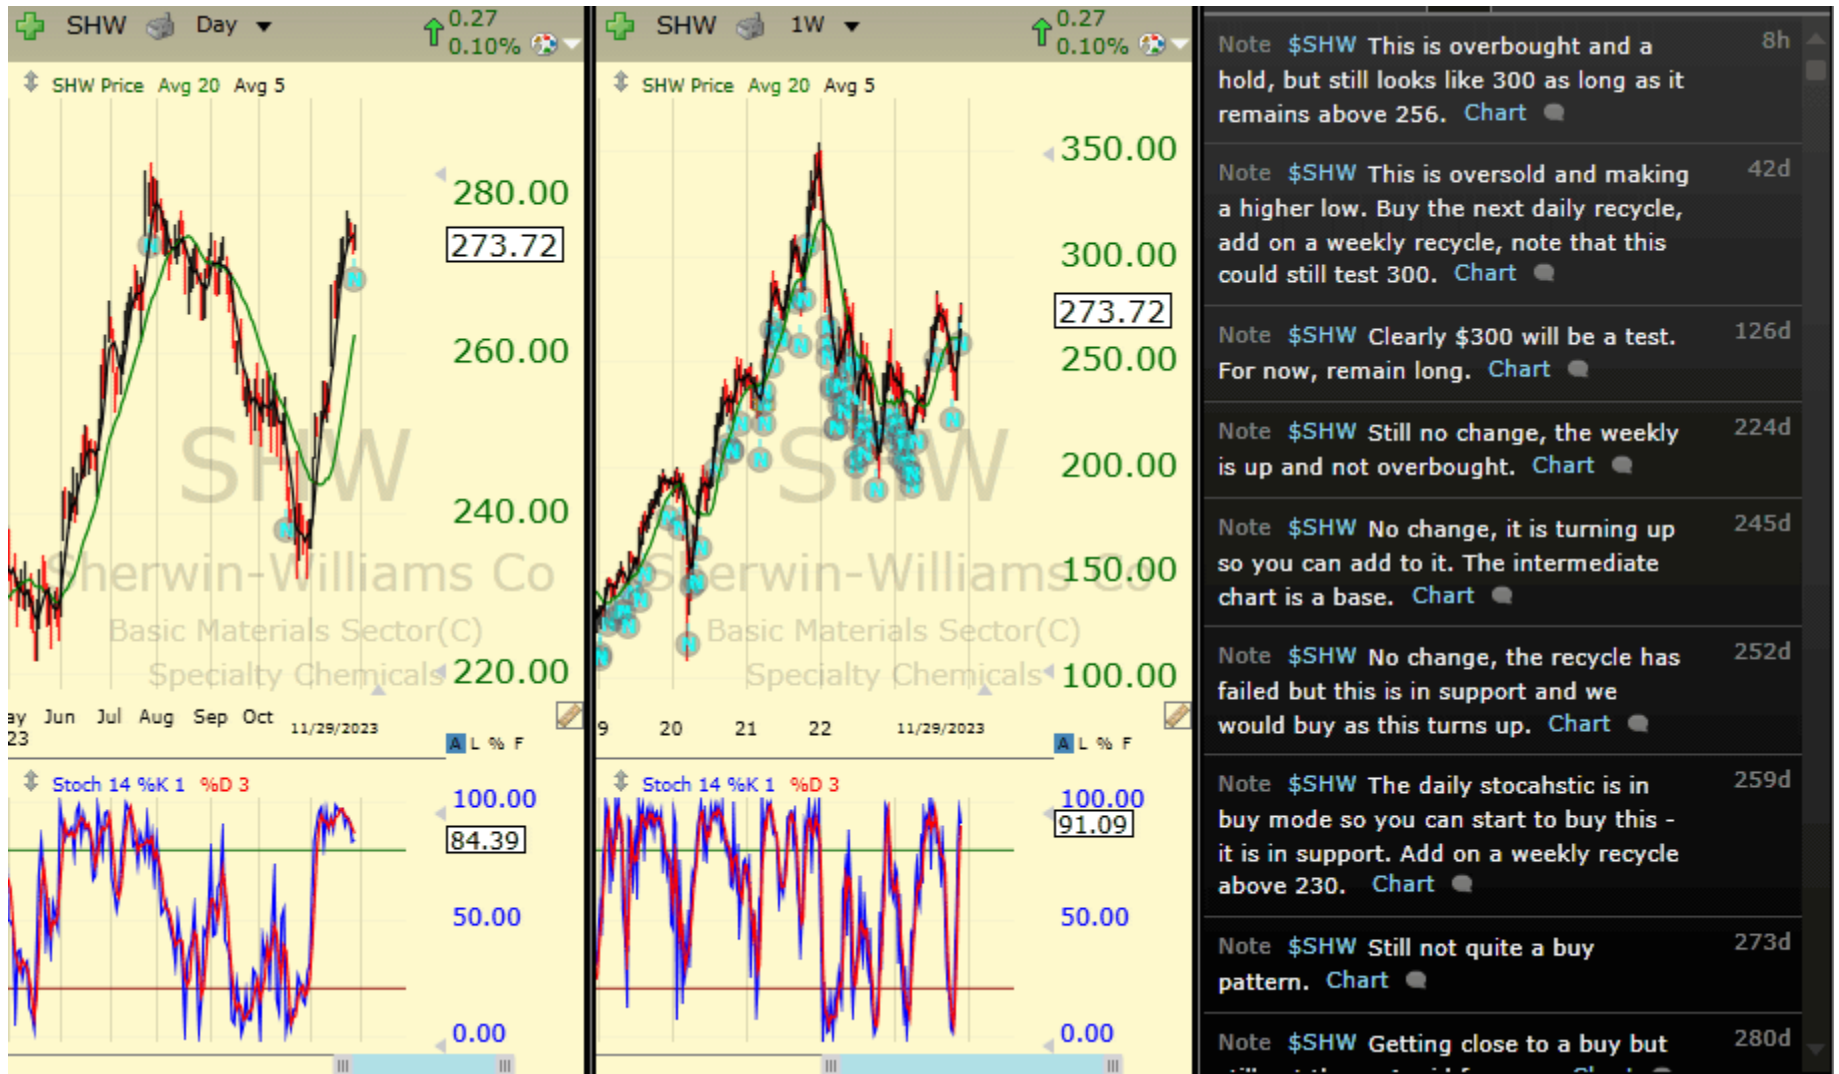 SHW Day
0.27
0.10%
SHW Price Avg 20 Avg 5
280.00
273.72
260.00
240.00
220.00
SHW
Sherwin-Williams Co
Basic Materials Sector(C)
Specialty Chemicals
ay Jun Jul Aug Sep Oct 11/29/2023
23
A L % F
Stoch 14 %K 1 %D 3
100.00
84.39
50.00
0.00
SHW 1W
0.27
0.10%
SHW Price Avg 20 Avg 5
350.00
300.00
273.72
250.00
200.00
150.00
100.00
SHW
Sherwin-Williams Co
Basic Materials Sector(C)
Specialty Chemicals
9 20 21 22 11/29/2023
A L % F
Stoch 14 %K 1 %D 3
100.00
91.09
50.00
0.00
Note $SHW This is overbought and a 8h
hold, but still looks like 300 as long as it
remains above 256. Chart
Note $SHW This is oversold and making 42d
a higher low. Buy the next daily recycle,
add on a weekly recycle, note that this
could still test 300. Chart
Note $SHW Clearly $300 will be a test. 126d
For now, remain long. Chart
Note $SHW Still no change, the weekly 224d
is up and not overbought. Chart
Note $SHW No change, it is turning up 245d
so you can add to it. The intermediate
chart is a base. Chart
Note $SHW No change, the recycle has 252d
failed but this is in support and we
would buy as this turns up. Chart
Note $SHW The daily stocahstic is in 259d
buy mode so you can start to buy this -
it is in support. Add on a weekly recycle
above 230. Chart
Note $SHW Still not quite a buy 273d
pattern. Chart
Note $SHW Getting close to a buy but 280d